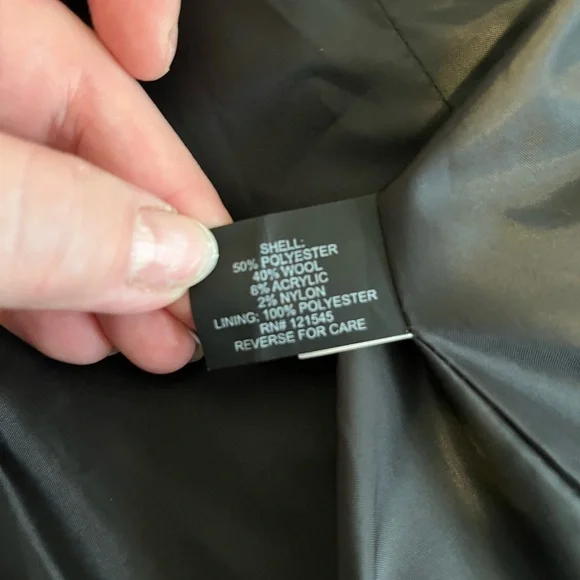 SHELL:
50% POLYESTER
40% WOOL
8% ACRYLIC
2% NYLON
LINING: 100% POLYESTER
RN# 121545
REVERSE FOR CARE